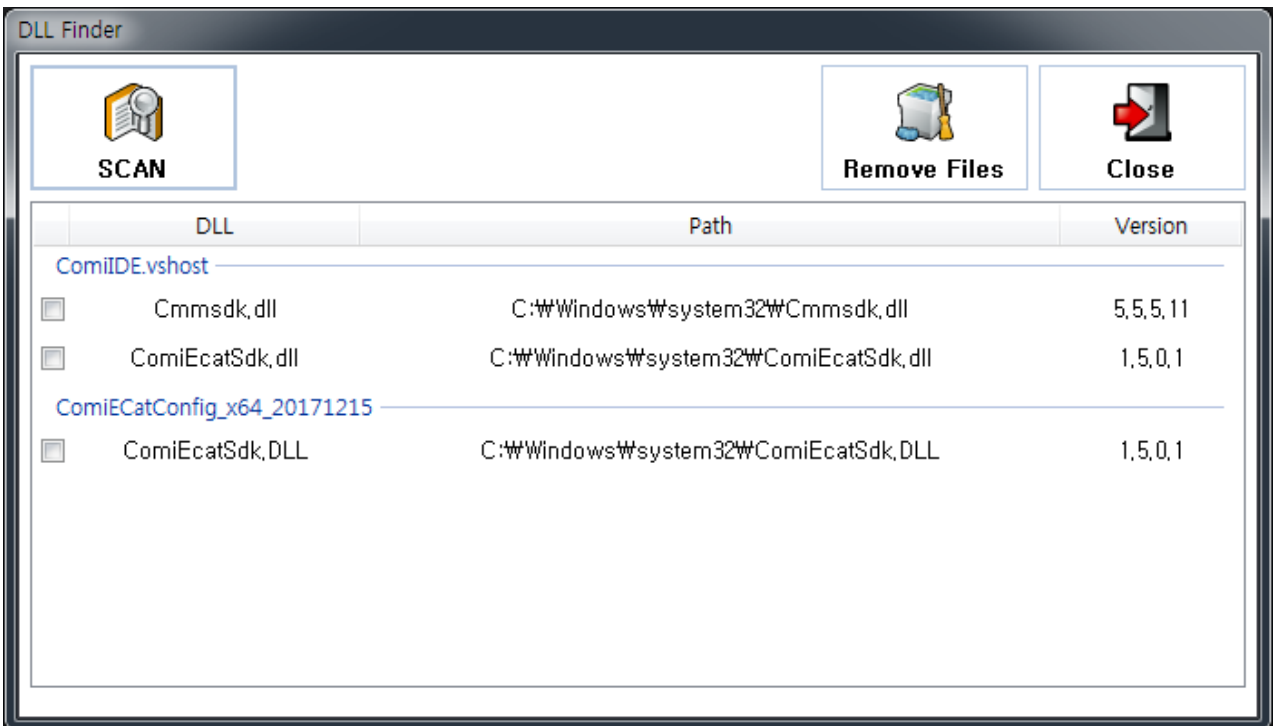 DLL Finder
SCAN
Remove Files
Close
DLL Path Version
ComiIDE.vshost
Cmmsdk,dll C:₩Windows₩system32₩Cmmsdk,dll 5,5,5,11
ComiEcatSdk,dll C:₩Windows₩system32₩ComiEcatSdk,dll 1,5,0,1
ComiECatConfig_x64_20171215
ComiEcatSdk,DLL C:₩Windows₩system32₩ComiEcatSdk,DLL 1,5,0,1